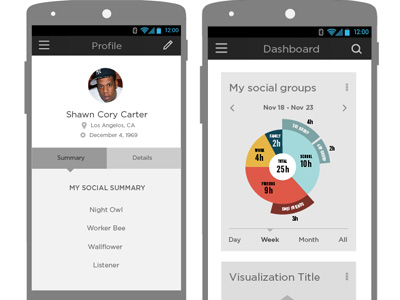 12:00
Profile
Shawn Cory Carter
Los Angelos, CA
December 4, 1969
Summary
Details
MY SOCIAL SUMMARY
Night Owl
Worker Bee
Wallflower
Listener
12:00
Dashboard
My social groups
Nov 18 - Nov 23
4h
FAMILY
2h
2h
WORK
4h
SCHOOL
10h
TOTAL
25h
FRIENDS
9h
3h
Day
Week
Month
All
Visualization Title